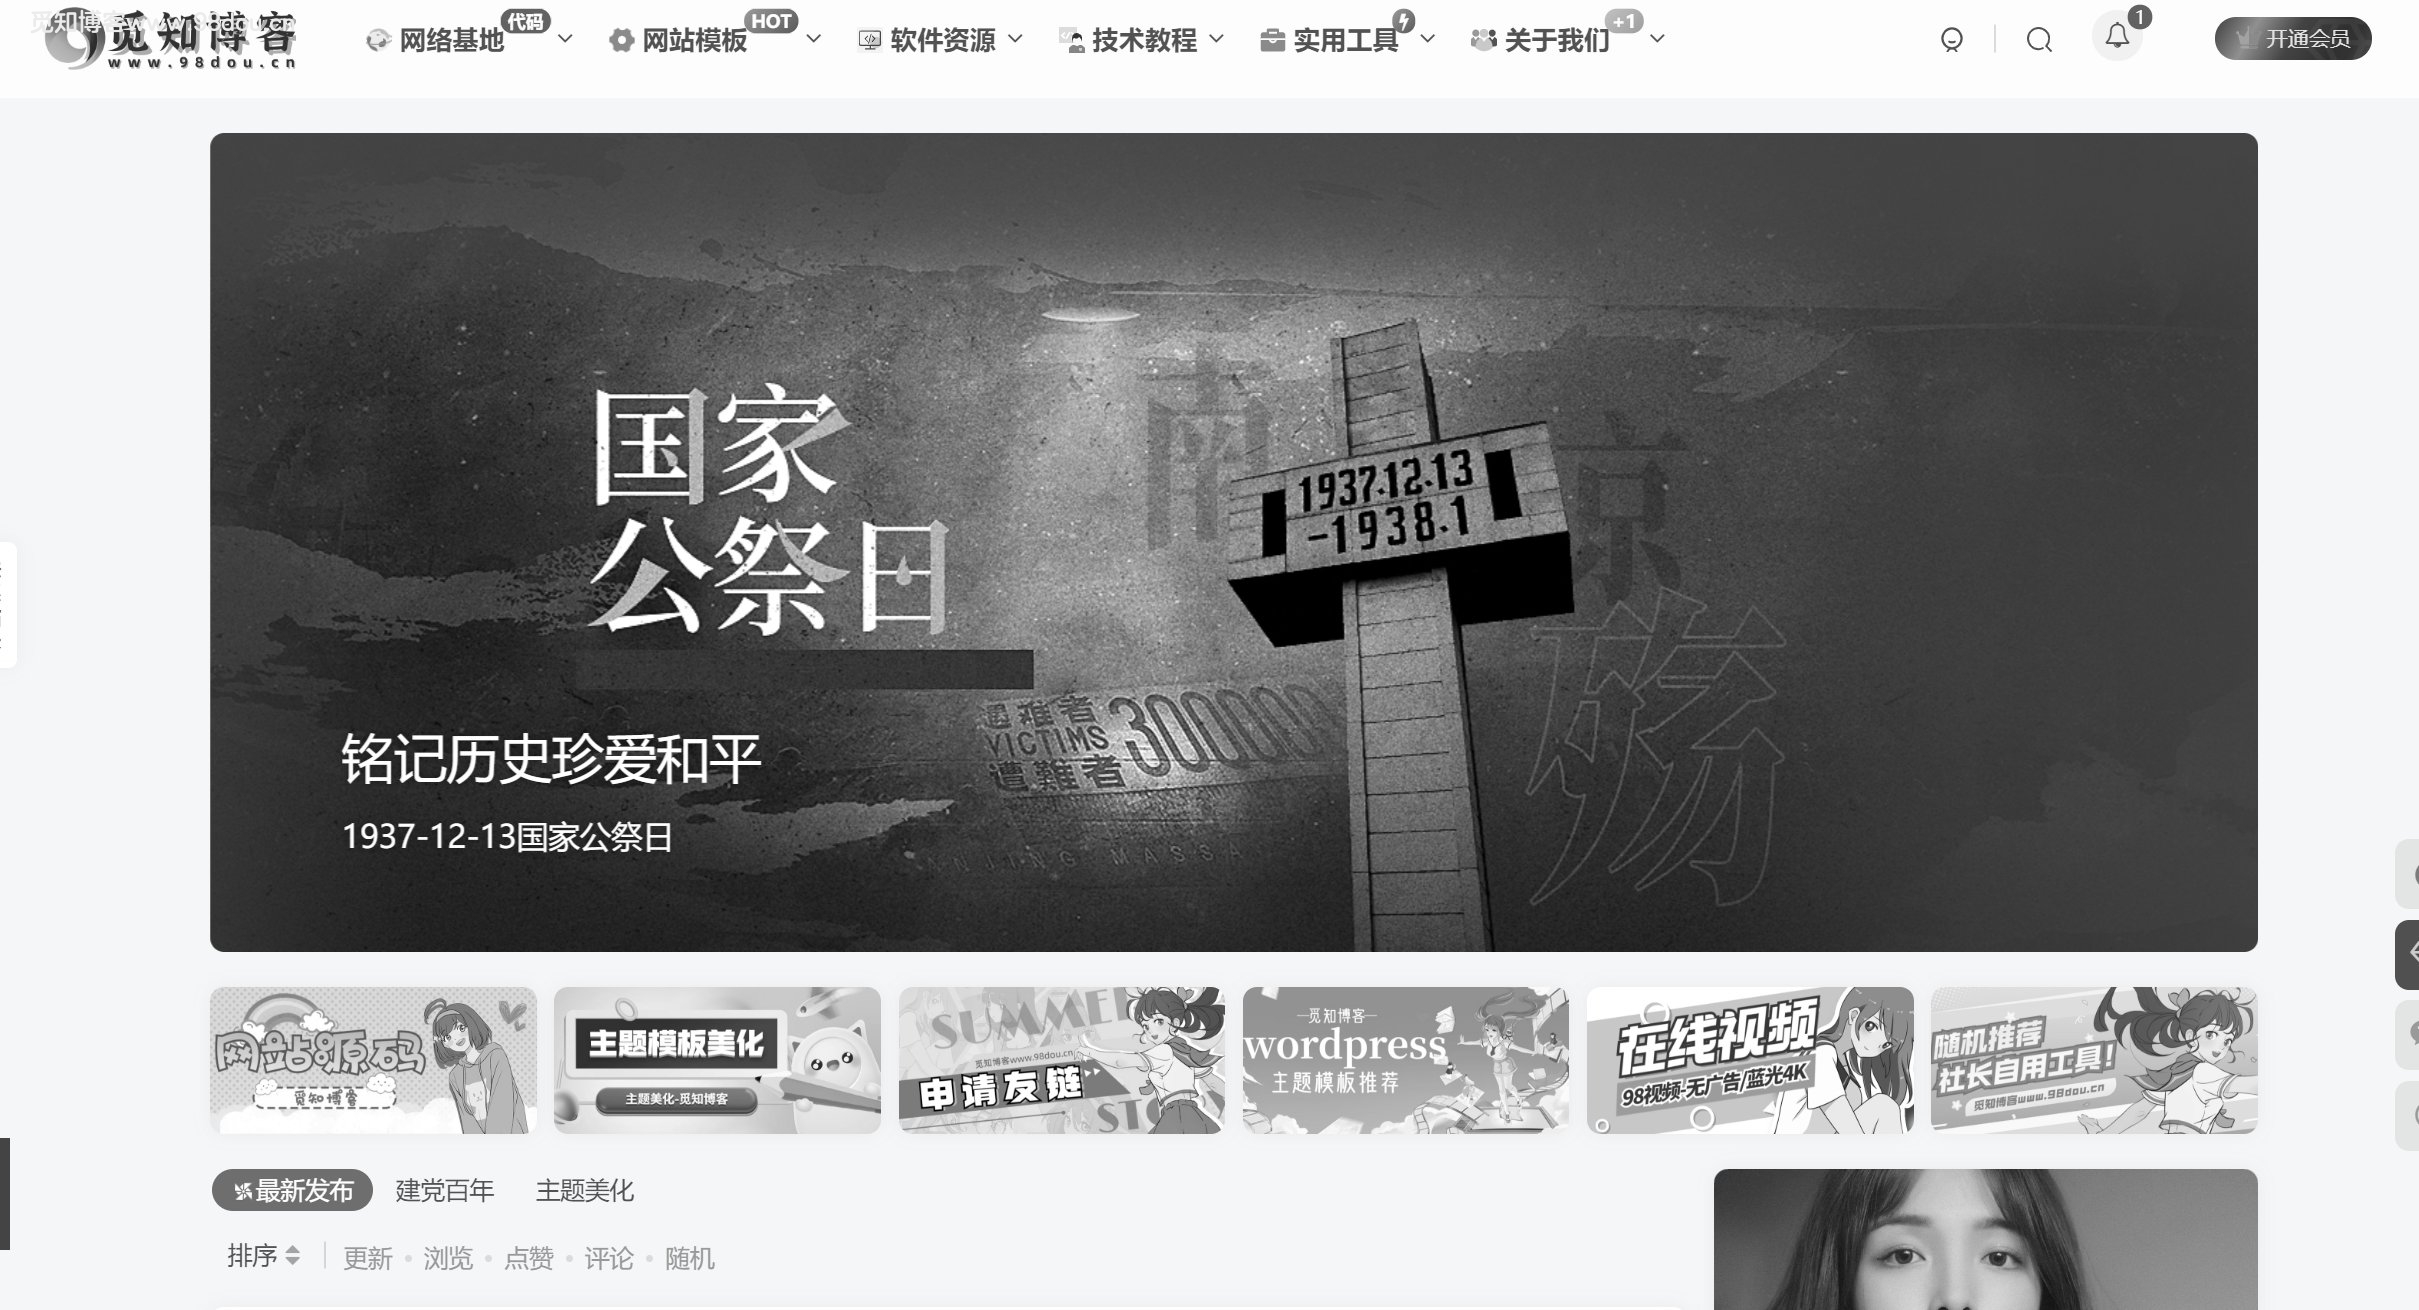 觅知博客www.98dou.cn
觅知博客
www.98dou.cn
网络基地
代码
网站模板
HOT
软件资源
技术教程
实用工具
关于我们
+1
1
开通会员
国家
公祭日
南
京
殇
1937.12.13
-1938.1
遇难者
VICTIMS
遭難者
300000
铭记历史珍爱和平
1937-12-13国家公祭日
网站源码
觅知博客
主题模板美化
主题美化-觅知博客
SUMMER
觅知博客www.98dou.cn
申请友链
觅知博客
wordpress
主题模板推荐
在线视频
98视频-无广告/蓝光4K
随机推荐
社长自用工具!
觅知博客www.98dou.cn
最新发布
建党百年
主题美化
排序
更新
浏览
点赞
评论
随机